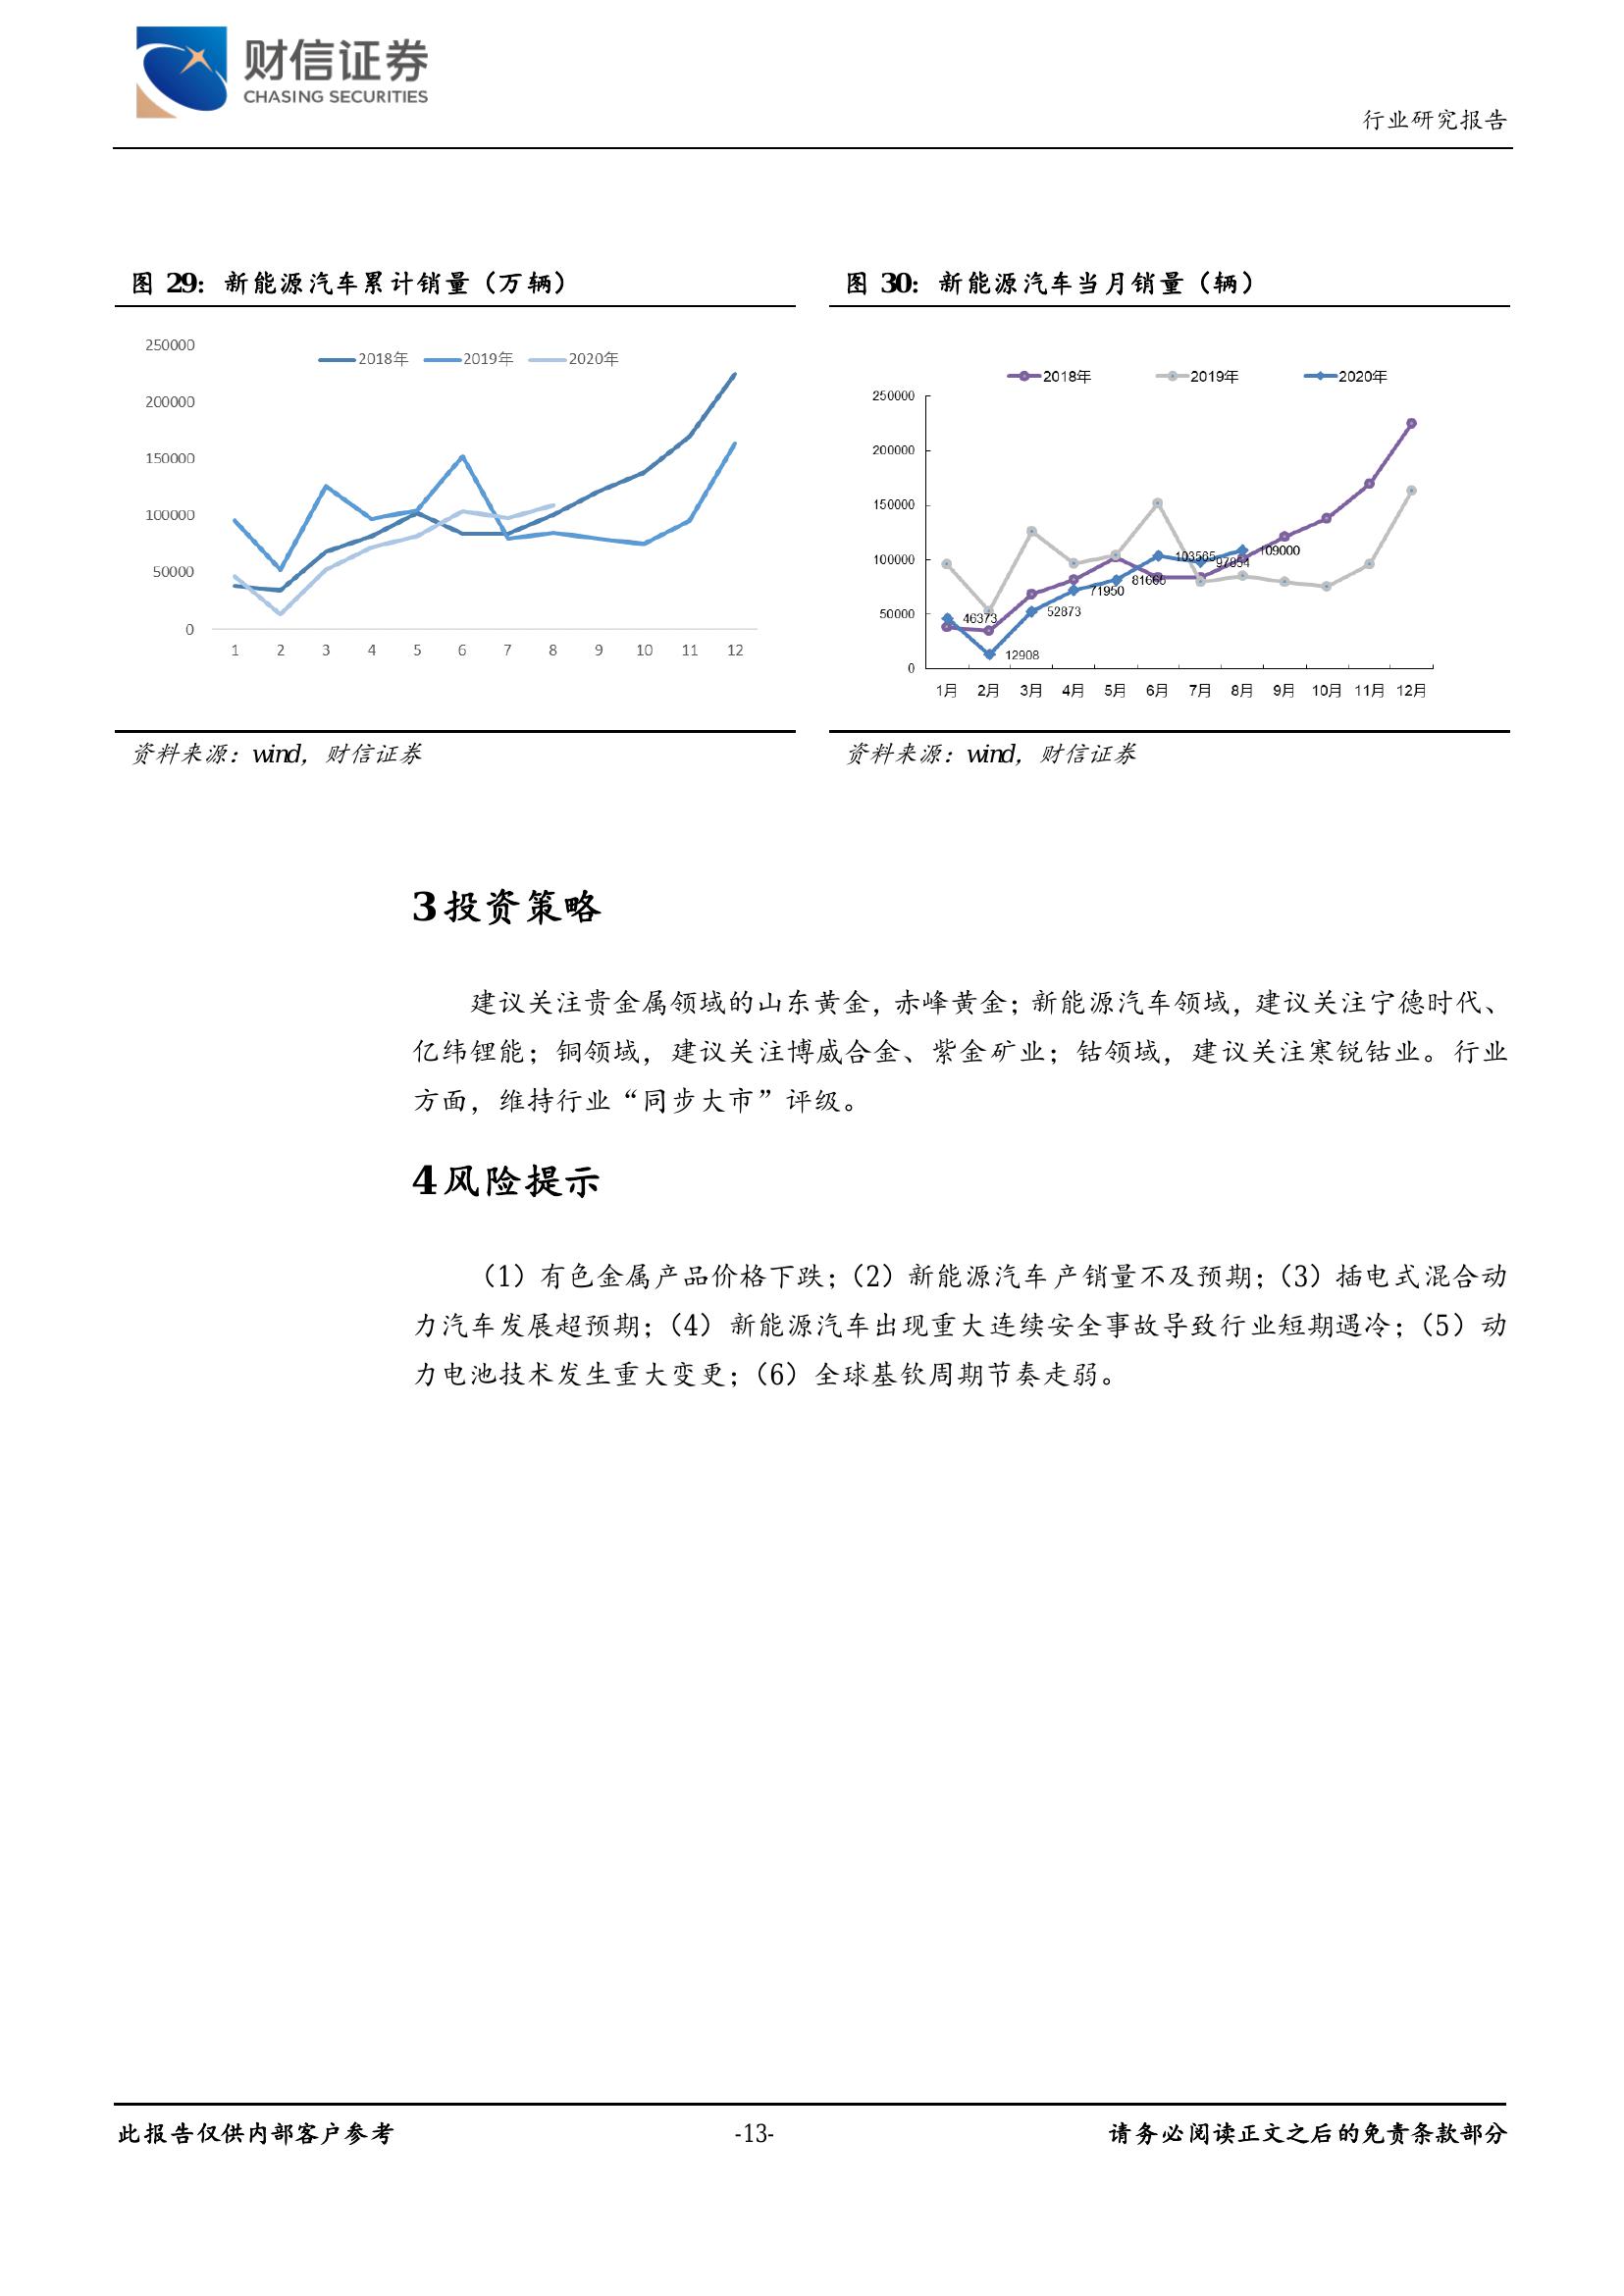 财信证券
CHASING SECURITIES
行业研究报告
图 29：新能源汽车累计销量（万辆）
250000
200000
150000
100000
50000
0
2018年 2019年 2020年
1 2 3 4 5 6 7 8 9 10 11 12
资料来源：wind，财信证券
图 30：新能源汽车当月销量（辆）
2018年 2019年 2020年
250000
200000
150000
100000
50000
0
46373
12908
52873
71950
81666
103565
97854
109000
1月 2月 3月 4月 5月 6月 7月 8月 9月 10月 11月 12月
资料来源：wind，财信证券
3 投资策略
建议关注贵金属领域的山东黄金，赤峰黄金；新能源汽车领域，建议关注宁德时代、
亿纬锂能；铜领域，建议关注博威合金、紫金矿业；钴领域，建议关注寒锐钴业。行业
方面，维持行业“同步大市”评级。
4 风险提示
（1）有色金属产品价格下跌；（2）新能源汽车产销量不及预期；（3）插电式混合动
力汽车发展超预期；（4）新能源汽车出现重大连续安全事故导致行业短期遇冷；（5）动
力电池技术发生重大变更；（6）全球基钦周期节奏走弱。
此报告仅供内部客户参考
-13-
请务必阅读正文之后的免责条款部分